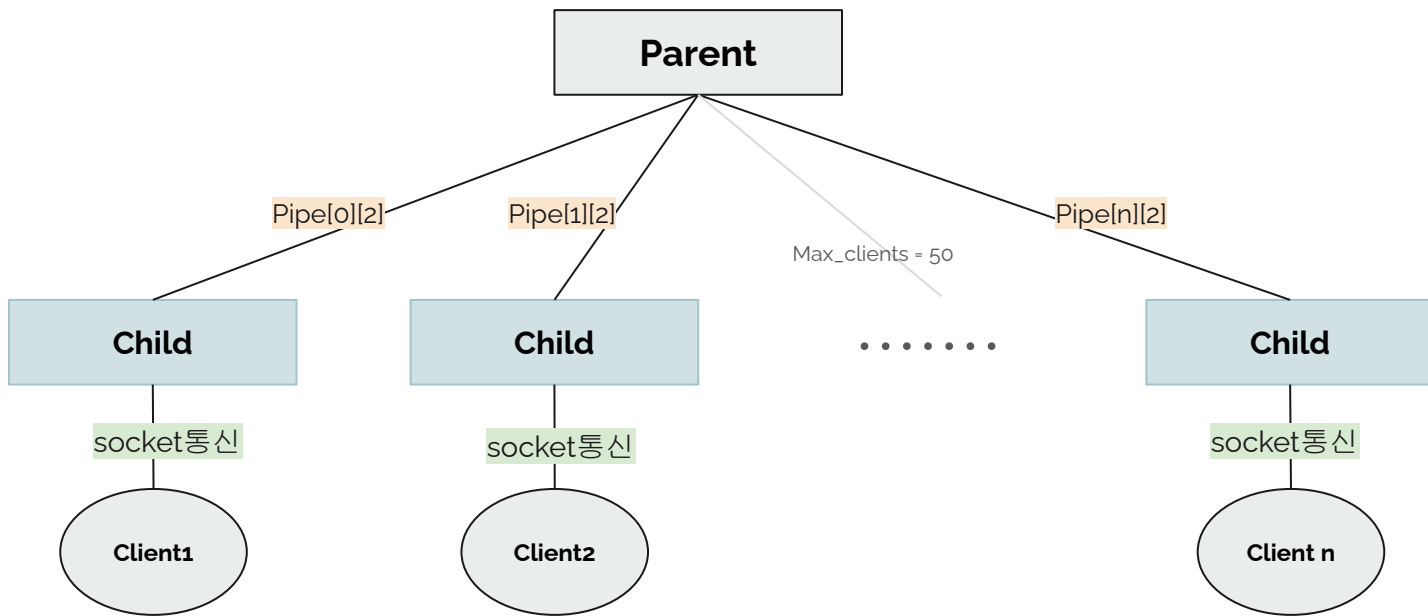 Parent
Pipe[0][2]
Pipe[1][2]
Pipe[n][2]
Max_clients = 50
Child
Child
.......
Child
socket통신
socket통신
socket통신
Client1
Client2
Client n